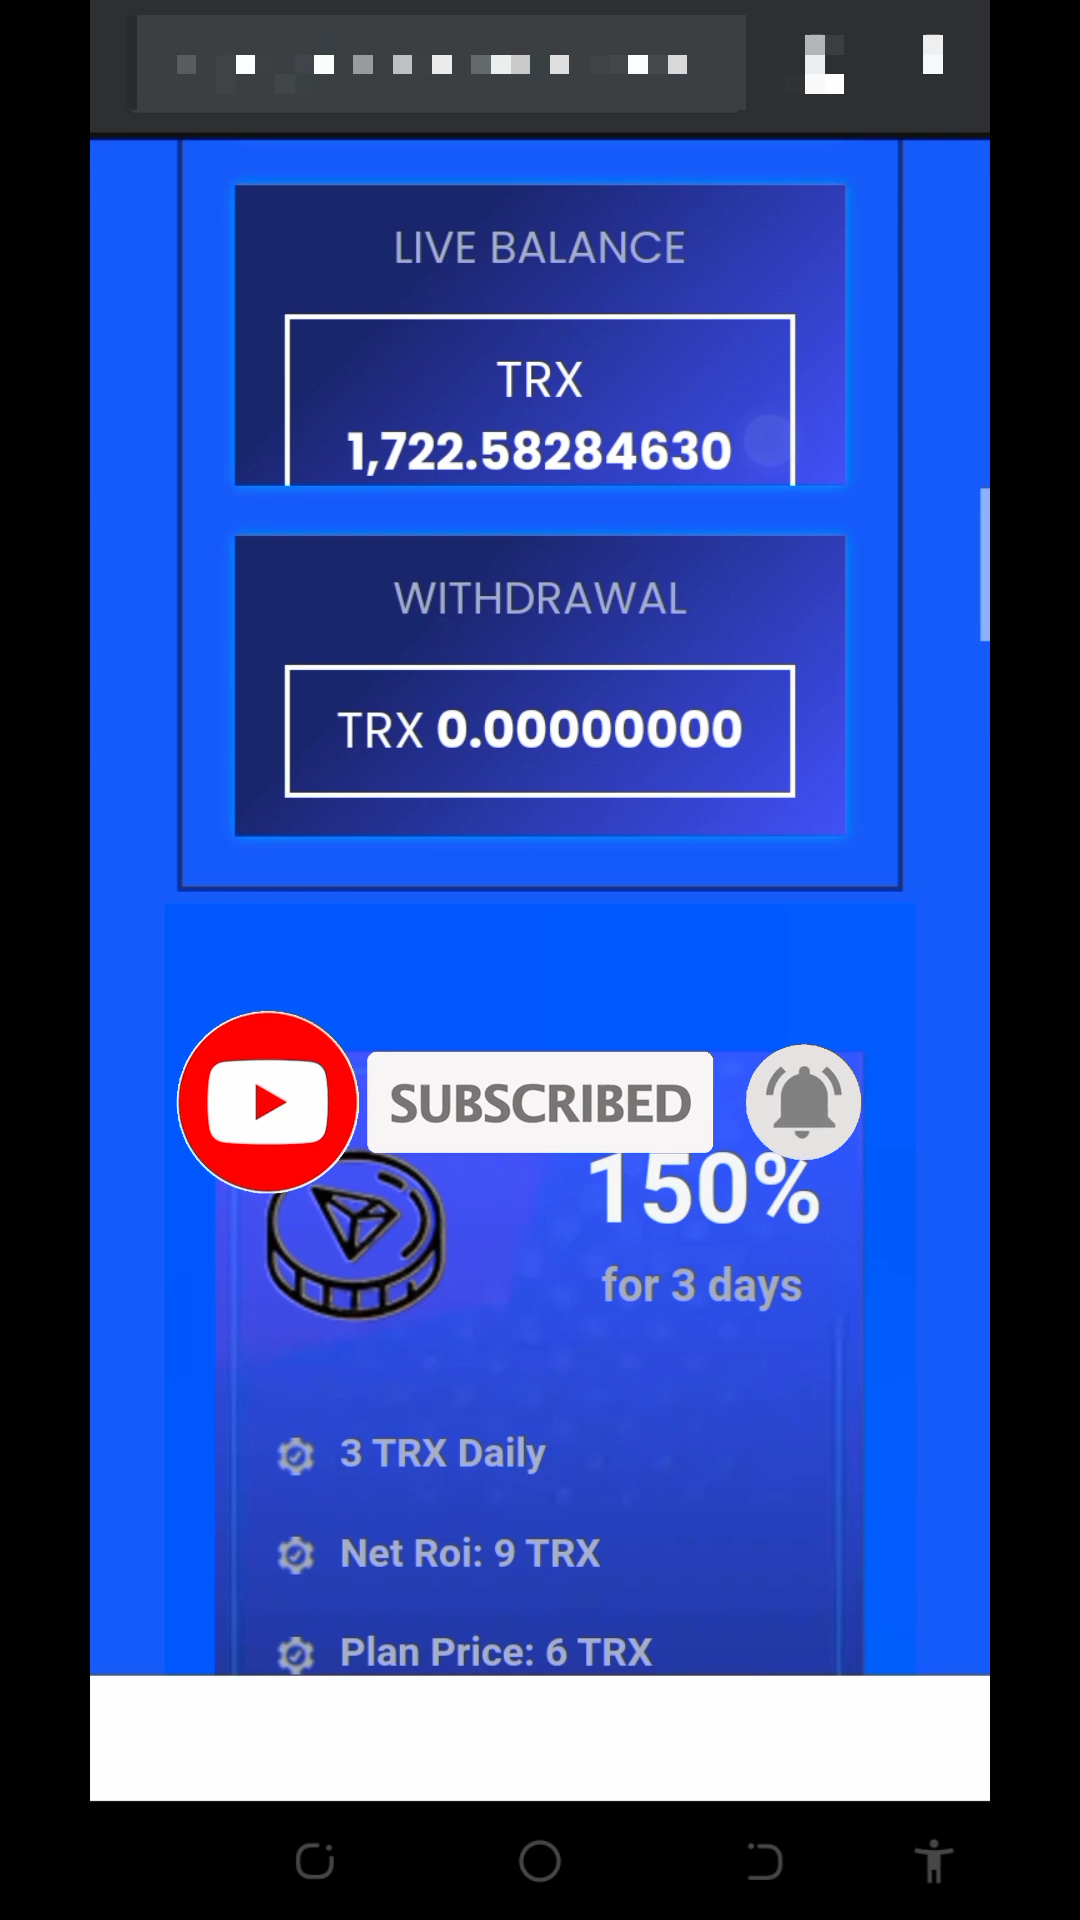 LIVE BALANCE
TRX
1,722.58284630
WITHDRAWAL
TRX 0.00000000
SUBSCRIBED
150%
for 3 days
3 TRX Daily
Net Roi: 9 TRX
Plan Price: 6 TRX